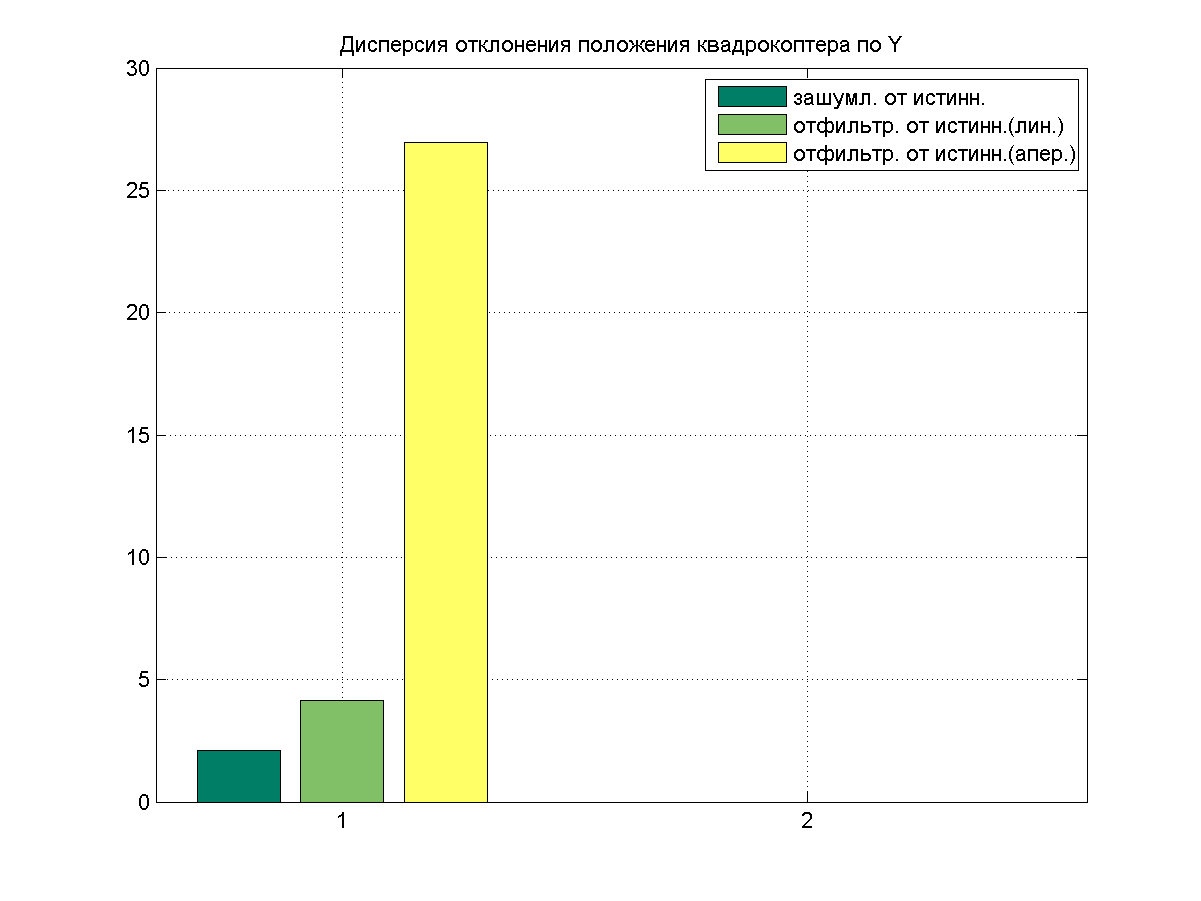 Дисперсия отклонения положения квадрокоптера по Y
30
зашумл. от истинн.
отфильтр. от истинн.(лин.)
отфильтр. от истинн.(апер.)
25
20
15
10
5
0
1
2